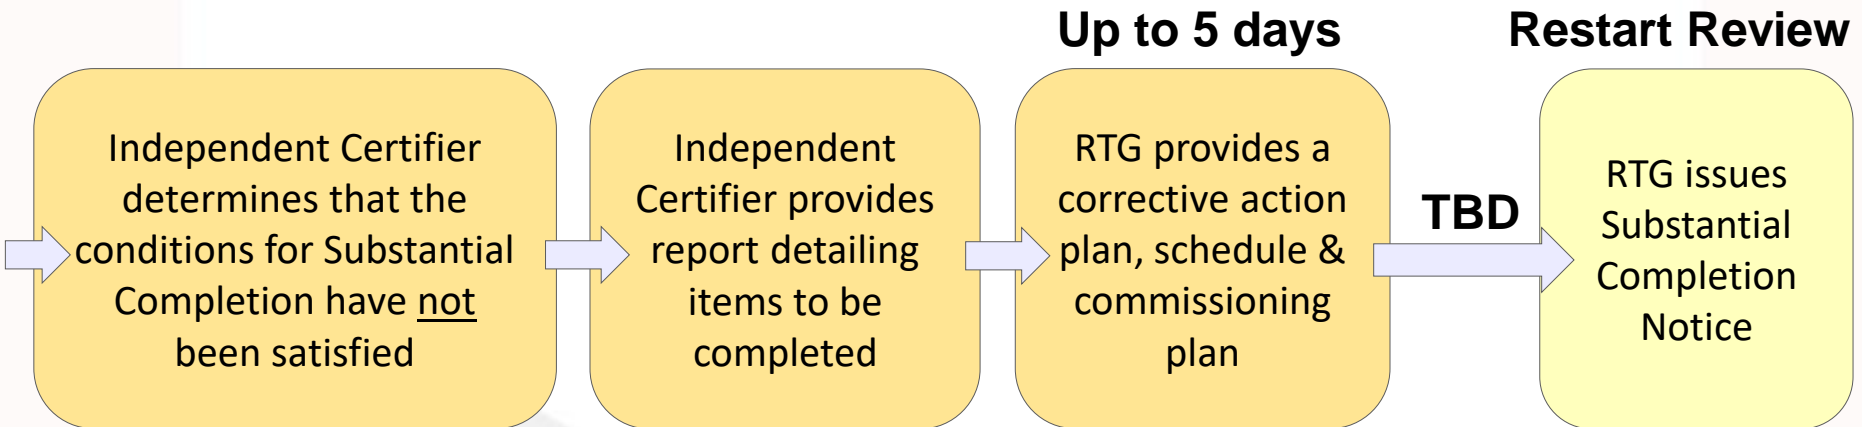 Up to 5 days
Restart Review
Independent Certifier
determines that the
conditions for Substantial
Completion have not
been satisfied
Independent
Certifier provides
report detailing
items to be
completed
RTG provides a
corrective action
plan, schedule &
commissioning
plan
TBD
RTG issues
Substantial
Completion
Notice